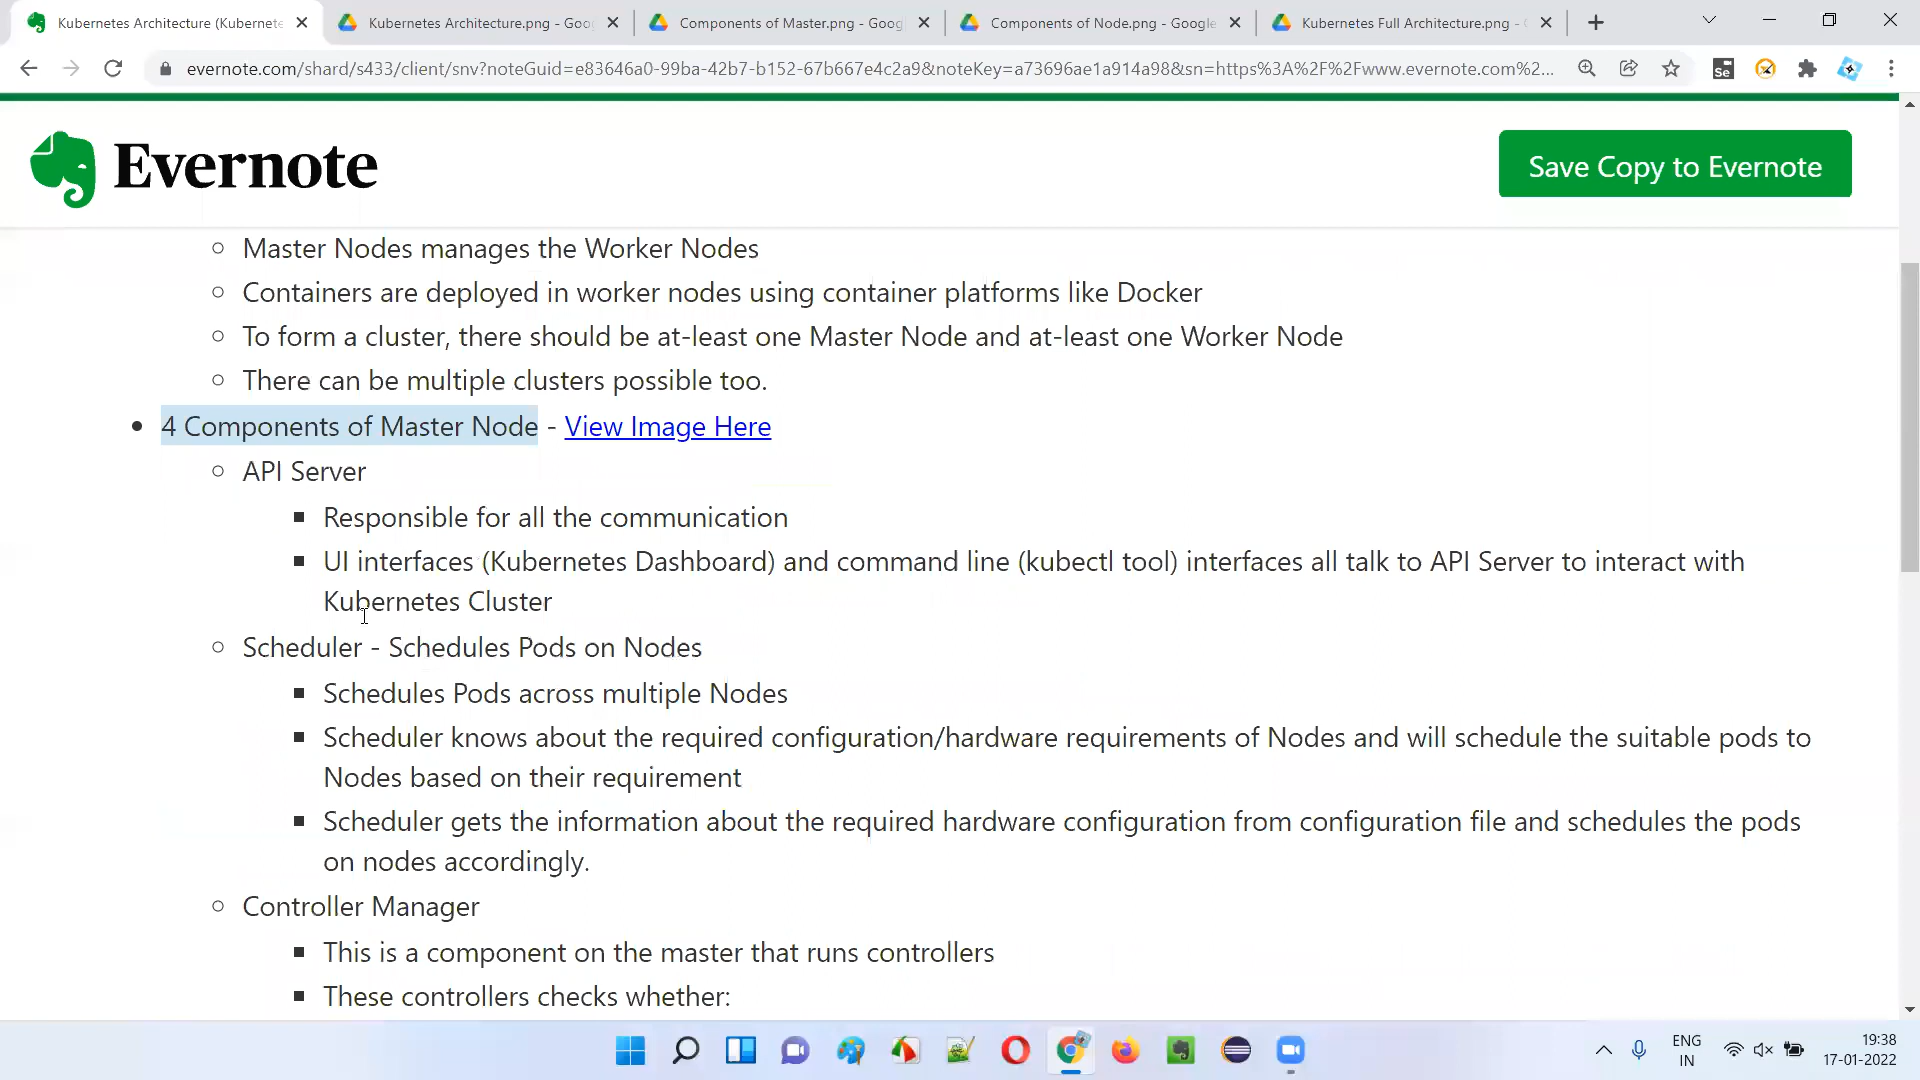 Kubernetes Architecture (Kubernete
Kubernetes Architecture.png - Goo
Components of Master.png - Goog
Components of Node.png - Google
Kubernetes Full Architecture.png -
evernote.com/shard/s433/client/snv?noteGuid=e83646a0-99ba-42b7-b152-67b667e4c2a9&noteKey=a73696ae1a914a98&sn=https%3A%2F%2Fwww.evernote.com%2...
Se
Evernote
Save Copy to Evernote
Master Nodes manages the Worker Nodes
Containers are deployed in worker nodes using container platforms like Docker
To form a cluster, there should be at-least one Master Node and at-least one Worker Node
There can be multiple clusters possible too.
4 Components of Master Node - View Image Here
API Server
Responsible for all the communication
UI interfaces (Kubernetes Dashboard) and command line (kubectl tool) interfaces all talk to API Server to interact with
Kubernetes Cluster
Scheduler - Schedules Pods on Nodes
Schedules Pods across multiple Nodes
Scheduler knows about the required configuration/hardware requirements of Nodes and will schedule the suitable pods to
Nodes based on their requirement
Scheduler gets the information about the required hardware configuration from configuration file and schedules the pods
on nodes accordingly.
Controller Manager
This is a component on the master that runs controllers
These controllers checks whether:
ENG
IN
19:38
17-01-2022